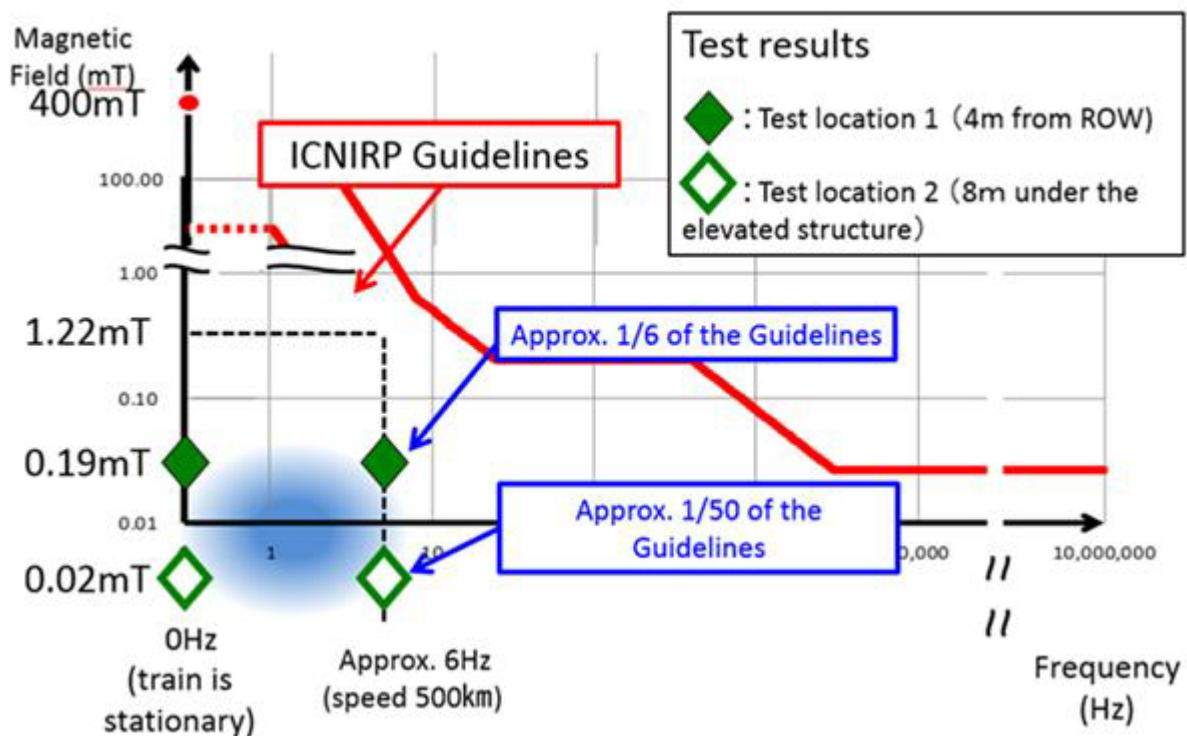 Magnetic
Field (mT)
400mT
100.00
1.00
1.22mT
0.10
0.19mT
0.01
0.02mT
ICNIRP Guidelines
Test results
: Test location 1 (4m from ROW)
: Test location 2 (8m under the
elevated structure)
Approx. 1/6 of the Guidelines
Approx. 1/50 of the
Guidelines
1
10
0,000
10,000,000
0Hz
(train is
stationary)
Approx. 6Hz
(speed 500㎞)
Frequency
(Hz)